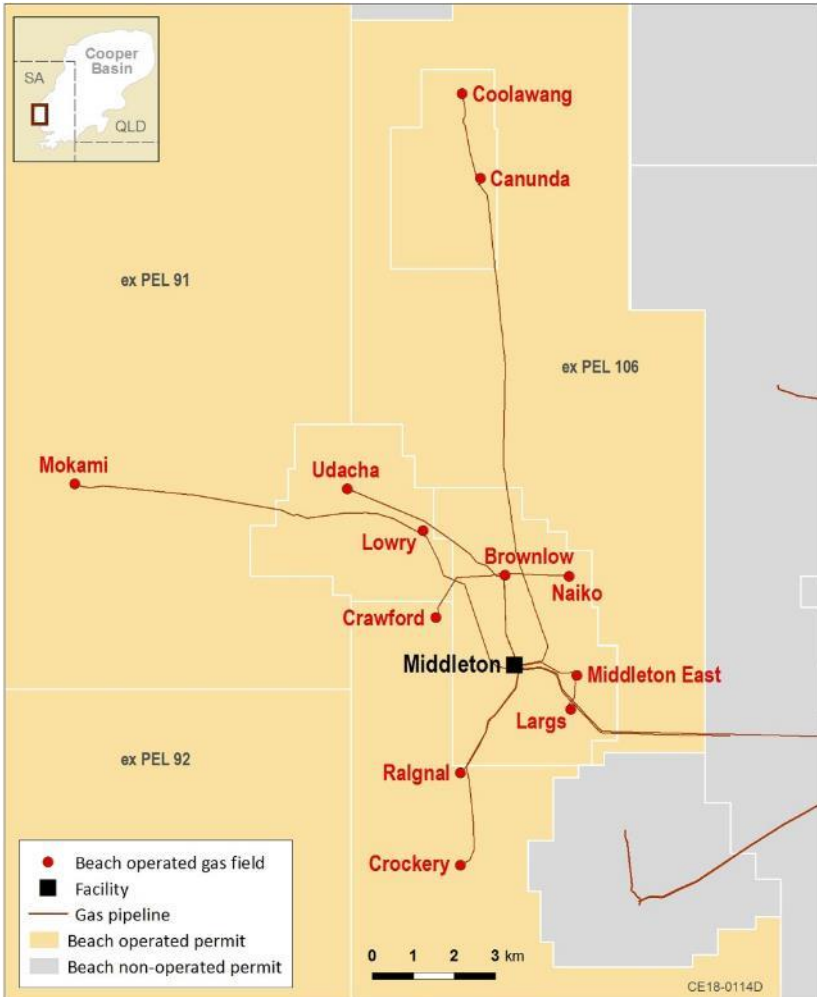 Cooper
Basin
SA
QLD
Coolawang
Canunda
ex PEL 91
ex PEL 106
Mokami
Udacha
Lowry
Brownlow
Naiko
Crawford
Middleton
Middleton East
Largs
ex PEL 92
Ralgnal
Crockery
Beach operated gas field
Facility
Gas pipeline
Beach operated permit
Beach non-operated permit
0 1 2 3 km
CE18-0114D